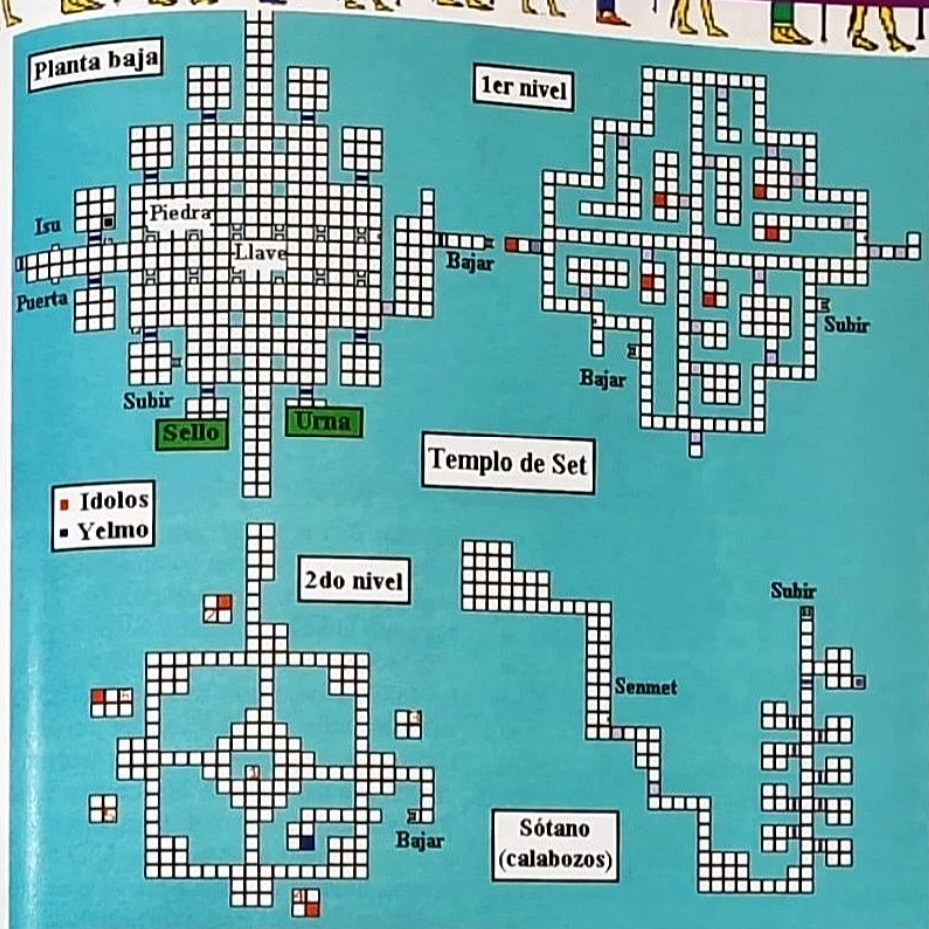 Planta baja
1er nivel
Isu
Piedra
Llave
Bajar
Puerta
Subir
Bajar
Subir
Sello
Urna
Templo de Set
Idolos
Yelmo
2do nivel
Subir
Senmet
Bajar
Sótano
(calabozos)